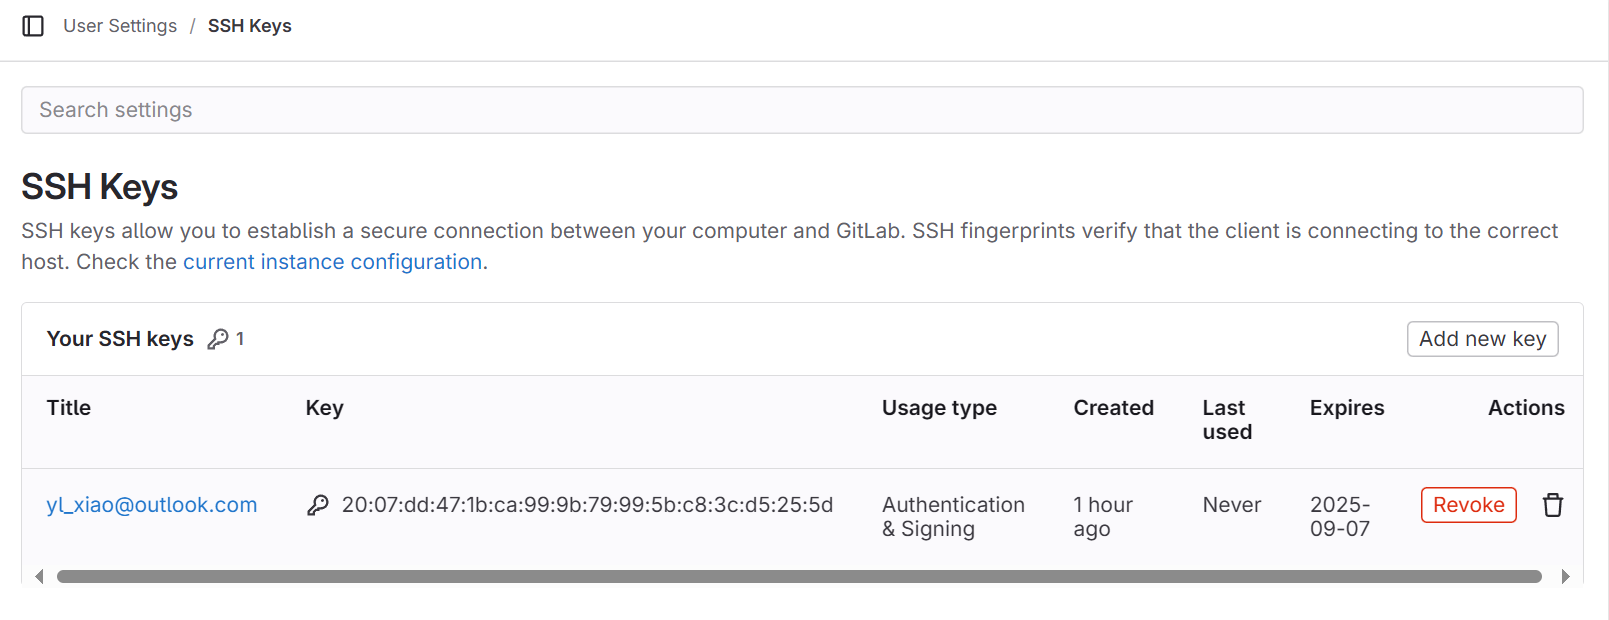 User Settings / SSH Keys
Search settings
SSH Keys
SSH keys allow you to establish a secure connection between your computer and GitLab. SSH fingerprints verify that the client is connecting to the correct
host. Check the current instance configuration.
Your SSH keys 1
Add new key
Title Key Usage type Created Last used Expires Actions
yl_xiao@outlook.com 20:07:dd:47:1b:ca:99:9b:79:99:5b:c8:3c:d5:25:5d Authentication & Signing 1 hour ago Never 2025-09-07 Revoke